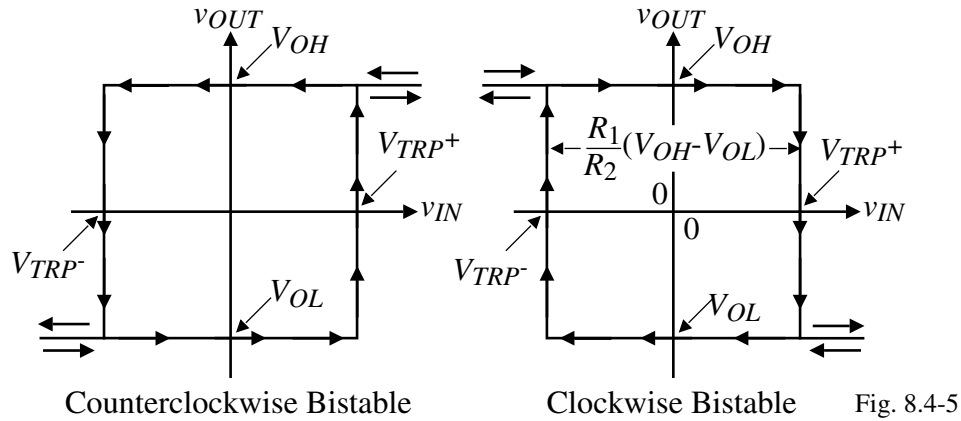 vOUT
VOH
VTRP+
vIN
VTRP-
VOL
Counterclockwise Bistable
vOUT
VOH
R1
R2
(VOH-VOL)
VTRP+
0
vIN
0
VTRP-
VOL
Clockwise Bistable
Fig. 8.4-5